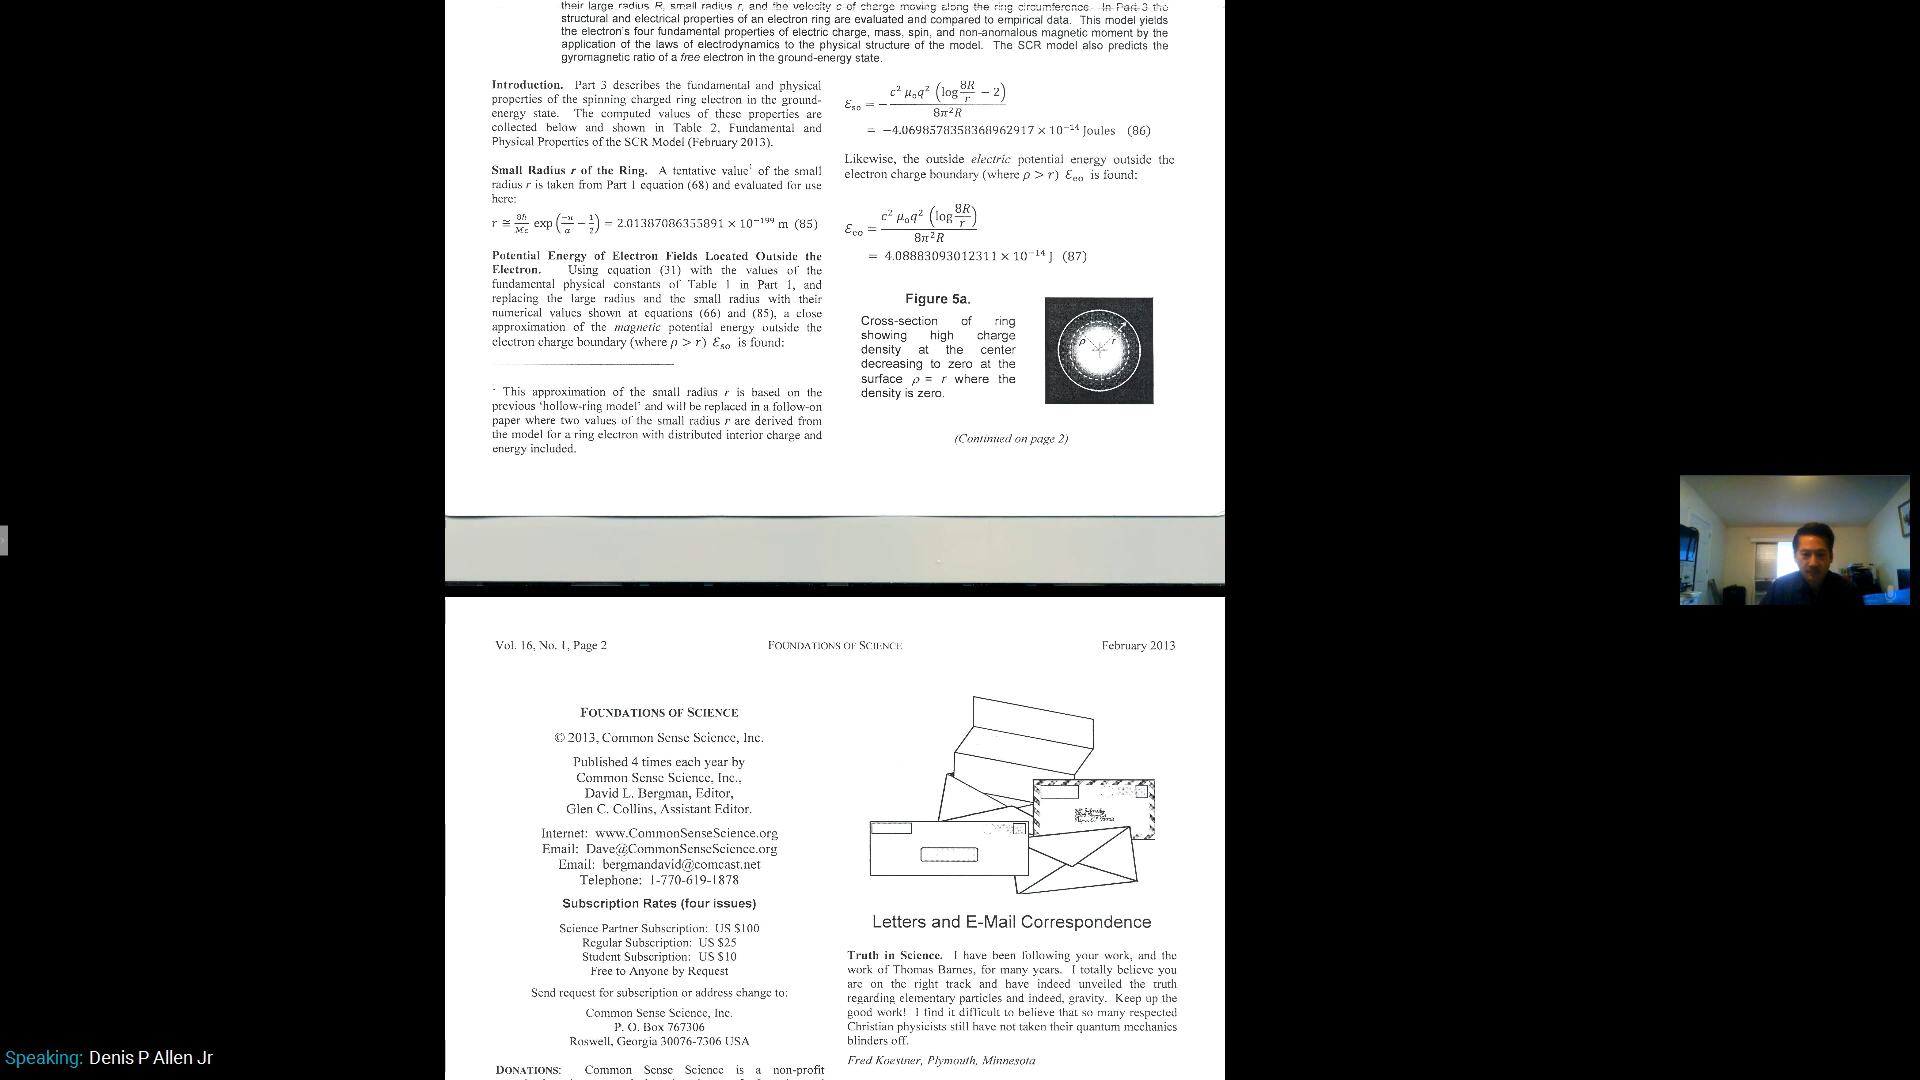 their large radius R, small radius r, and the velocity c of charge moving along the ring circumference. In Part 3 the
structural and electrical properties of an electron ring are evaluated and compared to empirical data. This model yields
the electron's four fundamental properties of electric charge, mass, spin, and non-anomalous magnetic moment by the
application of the laws of electrodynamics to the physical structure of the model. The SCR model also predicts the
gyromagnetic ratio of a free electron in the ground-energy state.
Introduction. Part 3 describes the fundamental and physical
properties of the spinning charged ring electron in the ground-
energy state. The computed values of these properties are
collected below and shown in Table 2, Fundamental and
Physical Properties of the SCR Model (February 2013).
Small Radius r of the Ring. A tentative value¹ of the small
radius r is taken from Part 1 equation (68) and evaluated for use
here:
r ≅ 8ħ/Mc exp(−π/α − 1/2) = 2.01387086355891 × 10⁻¹⁹⁹ m (85)
Potential Energy of Electron Fields Located Outside the
Electron. Using equation (31) with the values of the
fundamental physical constants of Table 1 in Part 1, and
replacing the large radius and the small radius with their
numerical values shown at equations (66) and (85), a close
approximation of the magnetic potential energy outside the
electron charge boundary (where ρ > r) ℰso is found:
This approximation of the small radius r is based on the
previous 'hollow-ring model' and will be replaced in a follow-on
paper where two values of the small radius r are derived from
the model for a ring electron with distributed interior charge and
energy included.
ℰso = − c² μₒq² (log 8R/r − 2) / 8π²R
= −4.0698578358368962917 × 10⁻¹⁴ Joules (86)
Likewise, the outside electric potential energy outside the
electron charge boundary (where ρ > r) ℰeo is found:
ℰeo = c² μₒq² (log 8R/r) / 8π²R
= 4.08883093012311 × 10⁻¹⁴ J (87)
Figure 5a.
Cross-section of ring
showing high charge
density at the center
decreasing to zero at the
surface ρ = r where the
density is zero.
ρ r
(Continued on page 2)
Vol. 16, No. 1, Page 2 FOUNDATIONS OF SCIENCE February 2013
FOUNDATIONS OF SCIENCE
© 2013, Common Sense Science, Inc.
Published 4 times each year by
Common Sense Science, Inc.,
David L. Bergman, Editor,
Glen C. Collins, Assistant Editor.
Internet: www.CommonSenseScience.org
Email: Dave@CommonSenseScience.org
Email: bergmandavid@comcast.net
Telephone: 1-770-619-1878
Subscription Rates (four issues)
Science Partner Subscription: US $100
Regular Subscription: US $25
Student Subscription: US $10
Free to Anyone by Request
Send request for subscription or address change to:
Common Sense Science, Inc.
P. O. Box 767306
Roswell, Georgia 30076-7306 USA
DONATIONS: Common Sense Science is a non-profit
Letters and E-Mail Correspondence
Truth in Science. I have been following your work, and the
work of Thomas Barnes, for many years. I totally believe you
are on the right track and have indeed unveiled the truth
regarding elementary particles and indeed, gravity. Keep up the
good work! I find it difficult to believe that so many respected
Christian physicists still have not taken their quantum mechanics
blinders off.
Fred Koestner, Plymouth, Minnesota
Speaking: Denis P Allen Jr